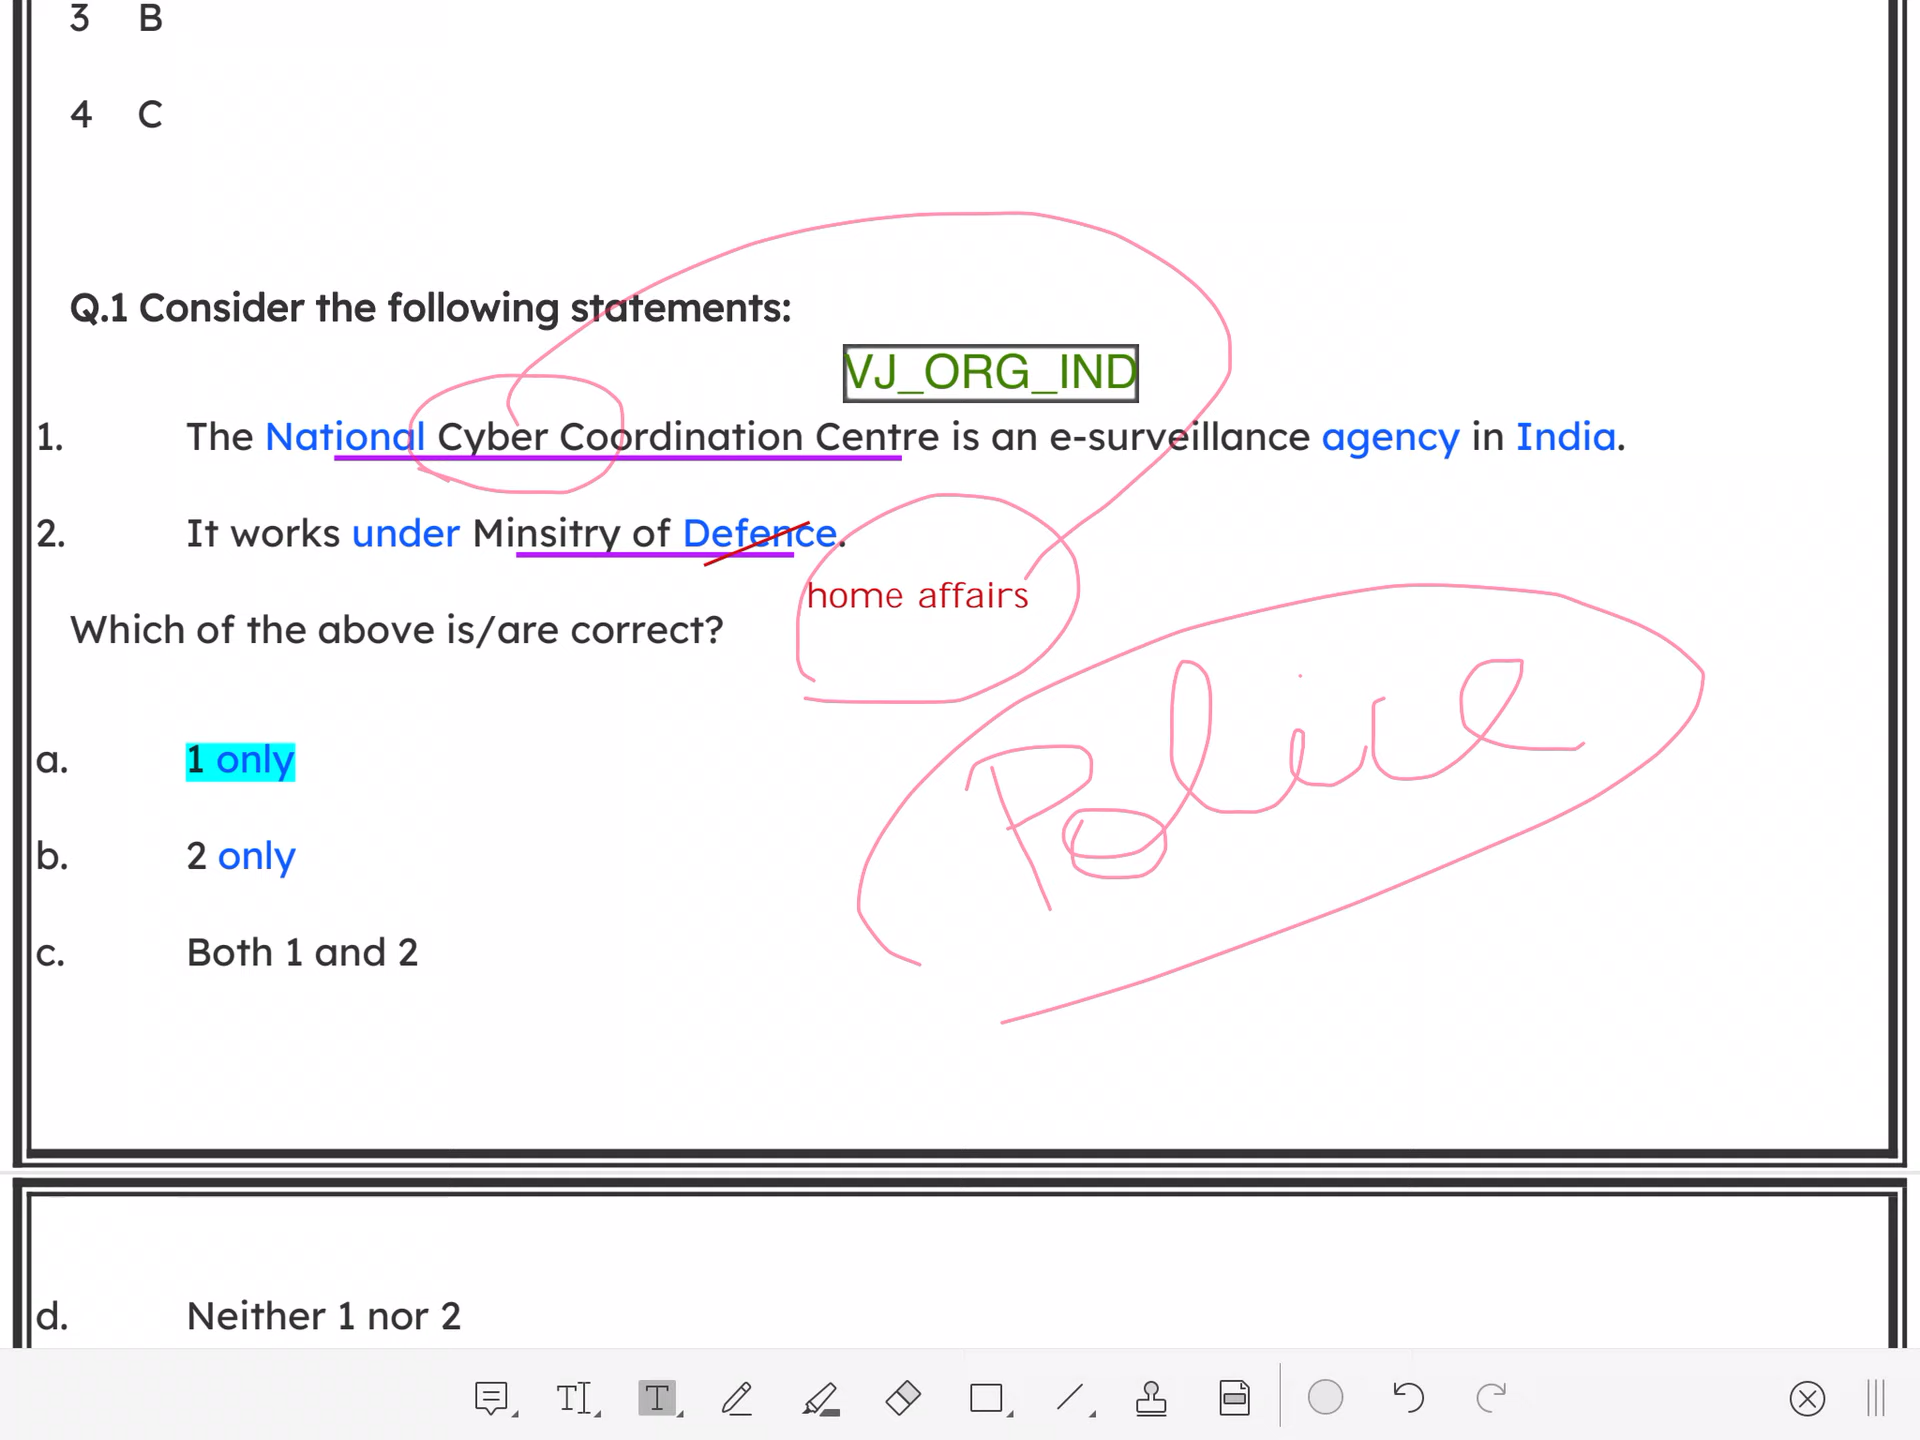 3 B
4 C
Q.1 Consider the following statements:
VJ_ORG_IND
1. The National Cyber Coordination Centre is an e-surveillance agency in India.
2. It works under Minsitry of Defence.
home affairs
Which of the above is/are correct?
Police
a. 1 only
b. 2 only
c. Both 1 and 2
d. Neither 1 nor 2